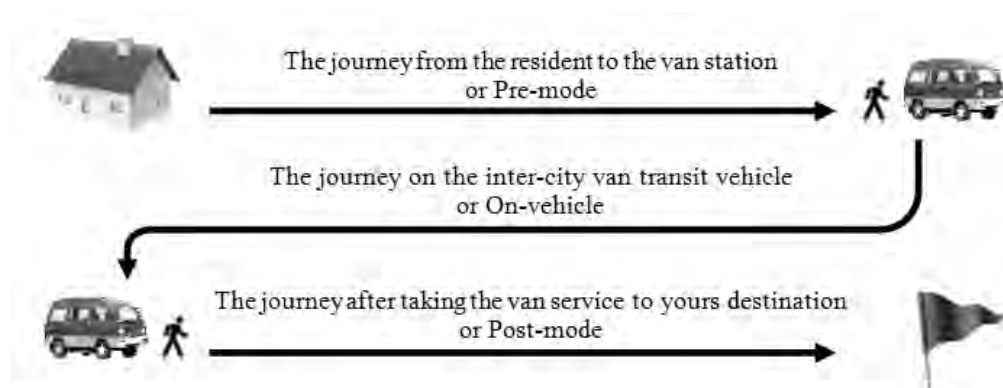 The journey from the resident to the van station
or Pre-mode
The journey on the inter-city van transit vehicle
or On-vehicle
The journey after taking the van service to yours destination
or Post-mode